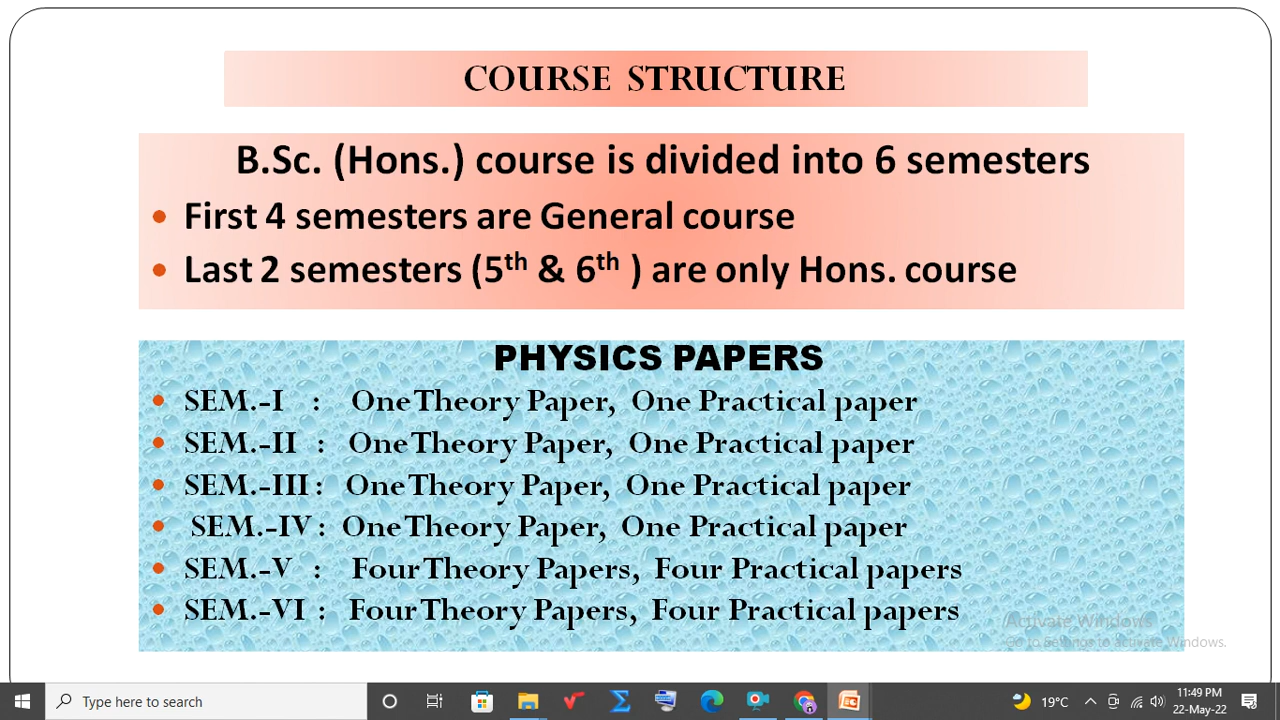 COURSE STRUCTURE
B.Sc. (Hons.) course is divided into 6 semesters
• First 4 semesters are General course
• Last 2 semesters (5th & 6th ) are only Hons. course
PHYSICS PAPERS
• SEM.-I : One Theory Paper, One Practical paper
• SEM.-II : One Theory Paper, One Practical paper
• SEM.-III : One Theory Paper, One Practical paper
• SEM.-IV : One Theory Paper, One Practical paper
• SEM.-V : Four Theory Papers, Four Practical papers
• SEM.-VI : Four Theory Papers, Four Practical papers
Activate Windows
Go to Settings to activate Windows.
Type here to search
19°C
11:49 PM
22-May-22